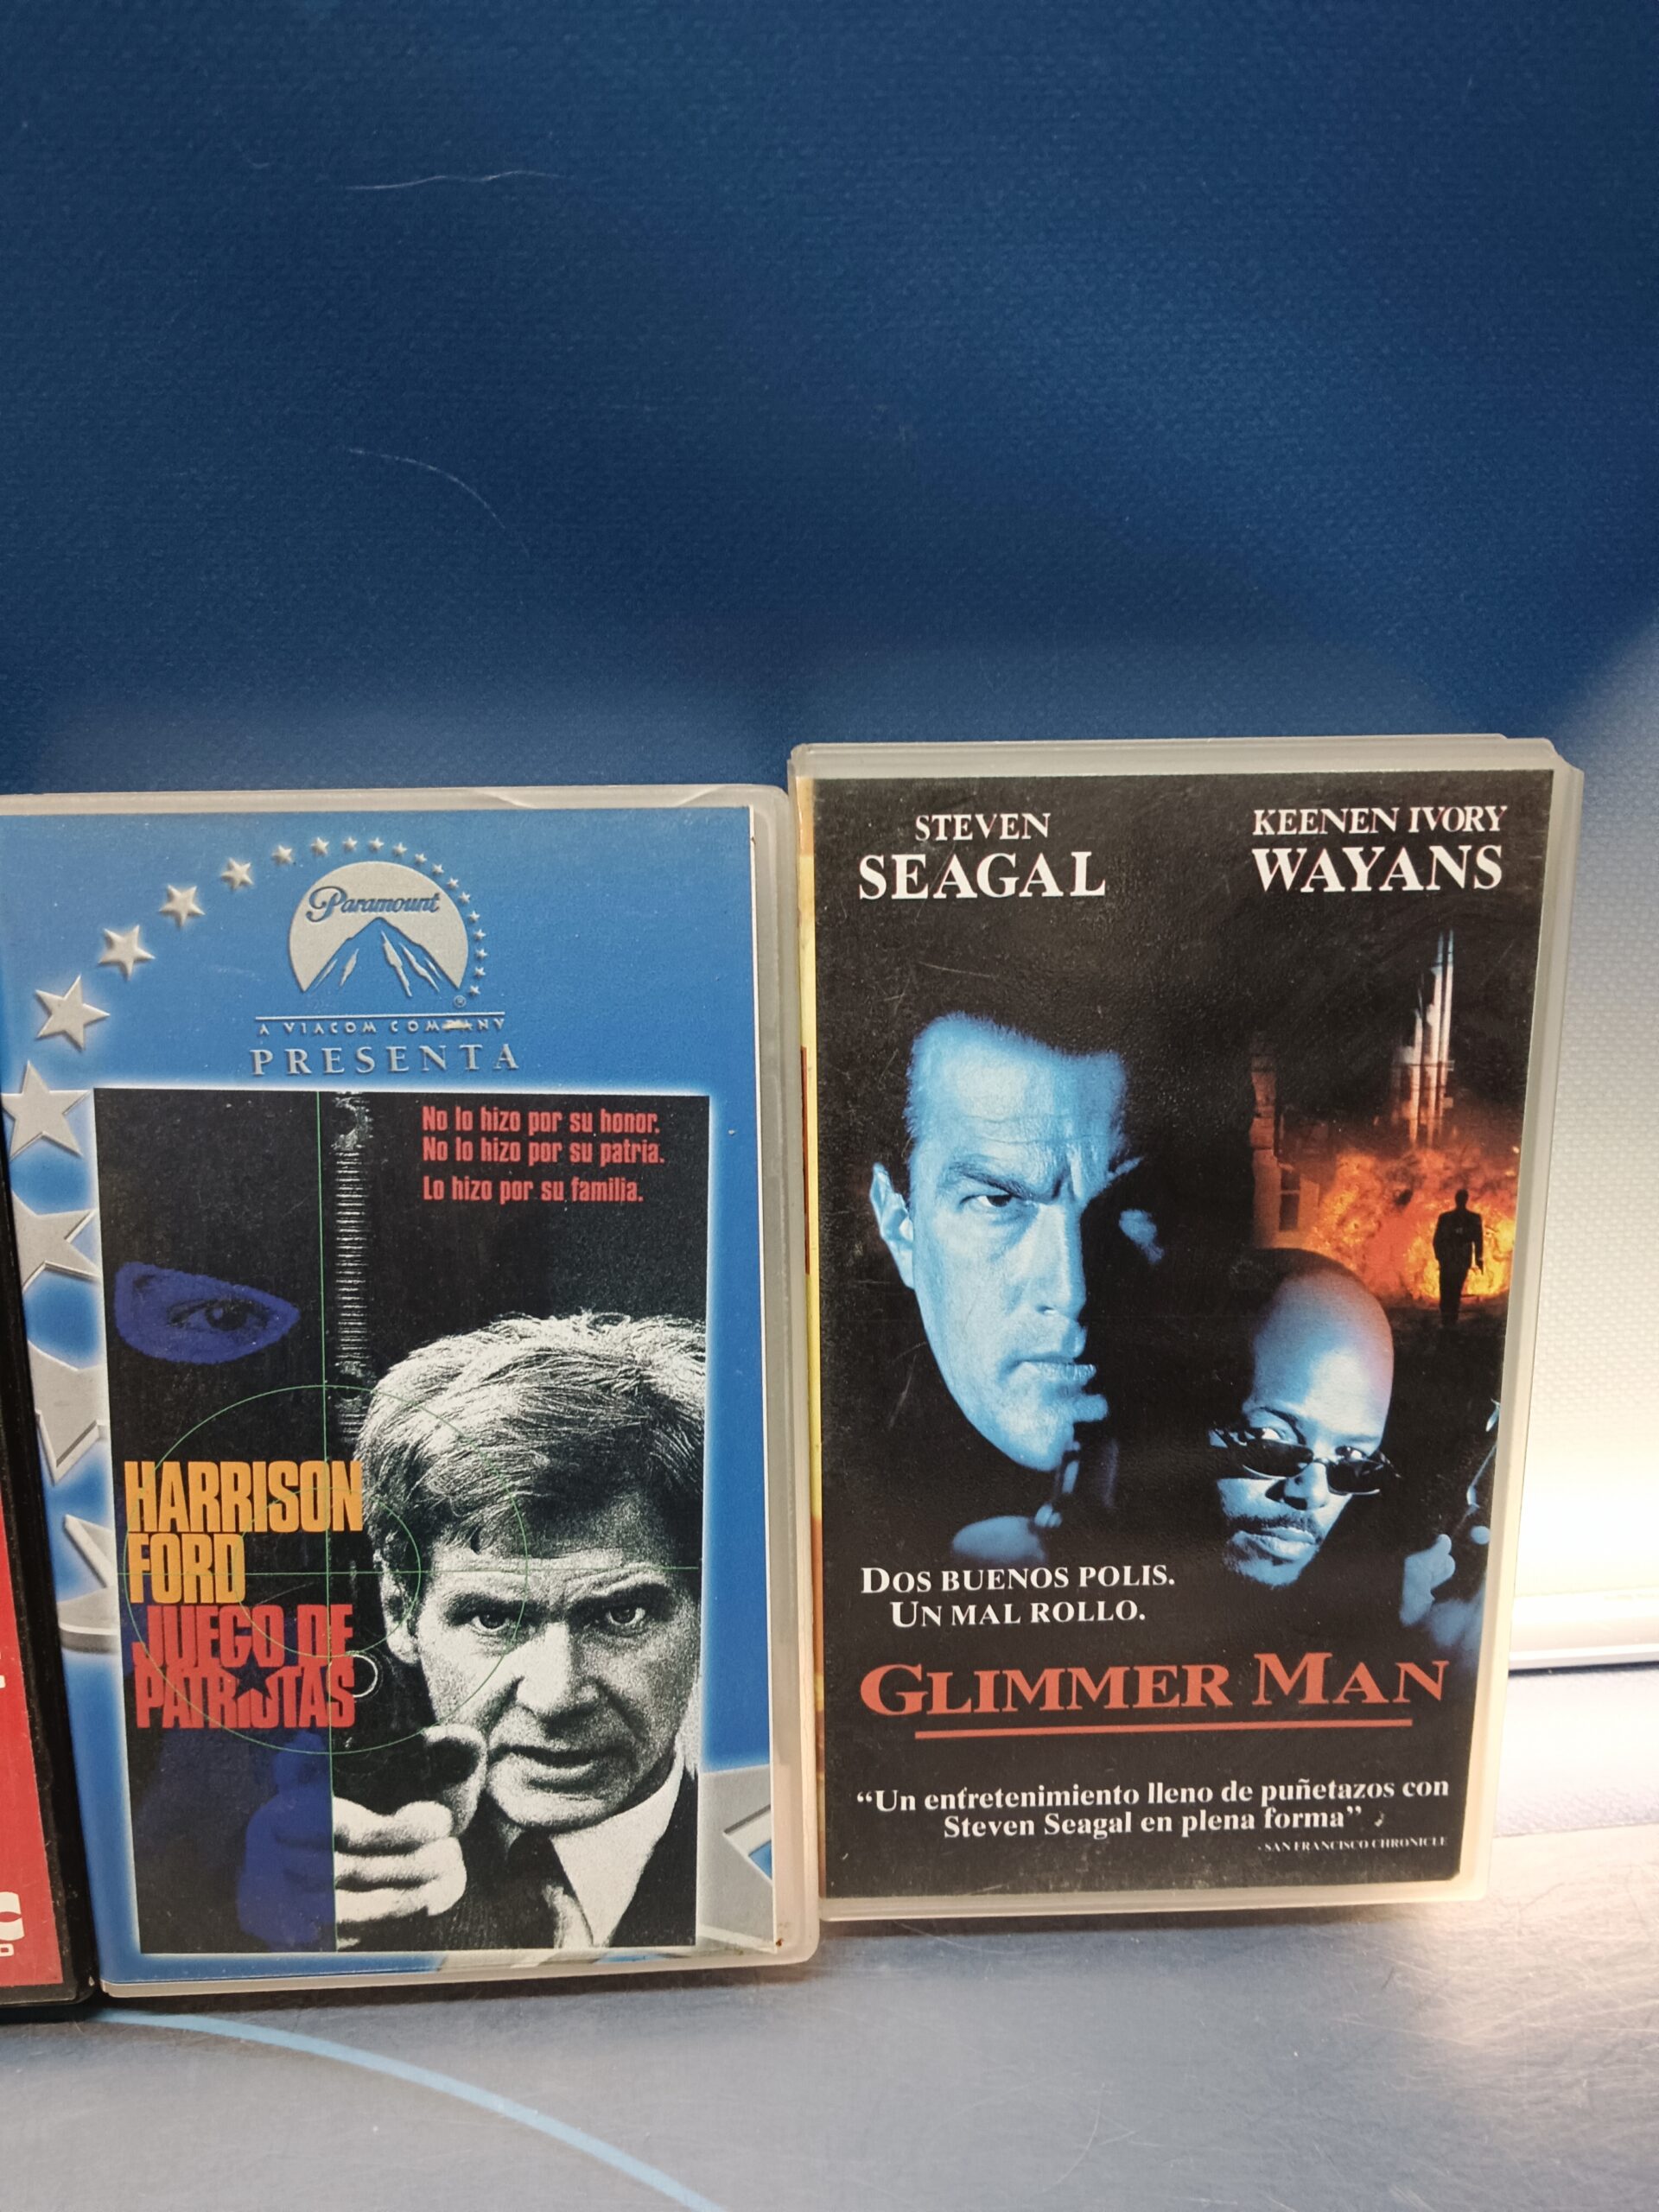 Paramount
A VIACOM COMPANY
PRESENTA
No lo hizo por su honor.
No lo hizo por su patria.
Lo hizo por su familia.
HARRISON
FORD
JUEGO DE
PATRIOTAS
STEVEN
SEAGAL
KEENEN IVORY
WAYANS
DOS BUENOS POLIS.
UN MAL ROLLO.
GLIMMER MAN
“Un entretenimiento lleno de puñetazos con
Steven Seagal en plena forma”
-SAN FRANCISCO CHRONICLE